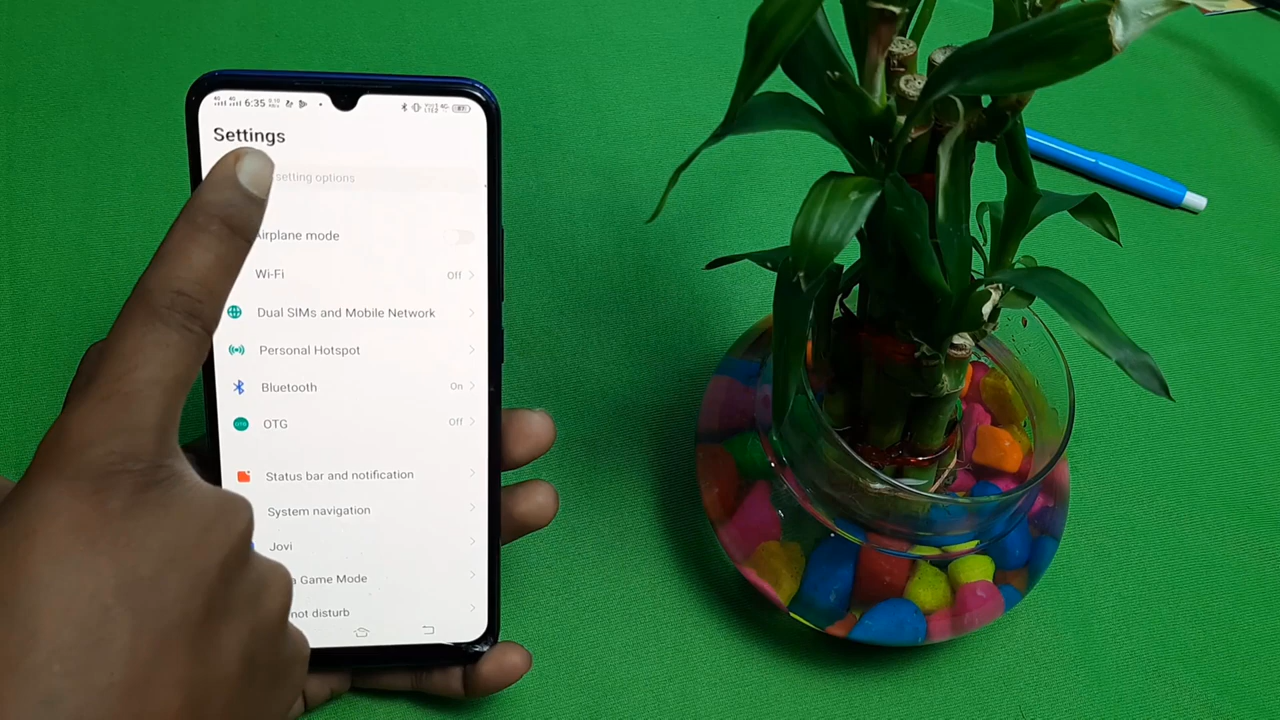 6:35
Settings
setting options
Airplane mode
Wi-Fi Off
Dual SIMs and Mobile Network
Personal Hotspot
Bluetooth On
OTG Off
Status bar and notification
System navigation
Jovi
a Game Mode
not disturb